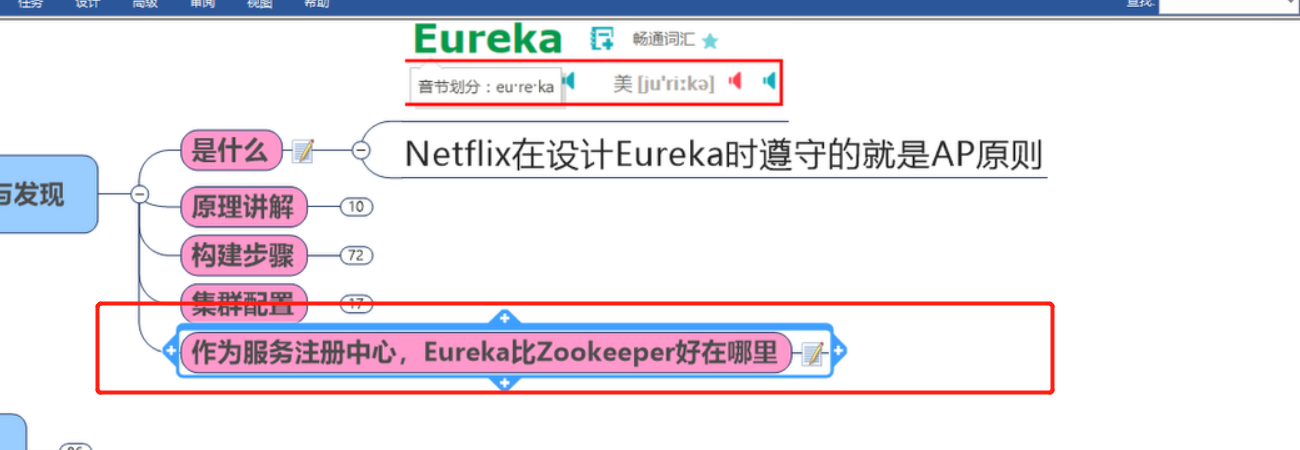 任务 设计 高级 审阅 视图 帮助 查找:
Eureka 畅通词汇
音节划分：eu·re·ka 美 [ju'ri:kə]
是什么 Netflix在设计Eureka时遵守的就是AP原则
与发现
原理讲解 10
构建步骤 72
集群配置 17
作为服务注册中心，Eureka比Zookeeper好在哪里